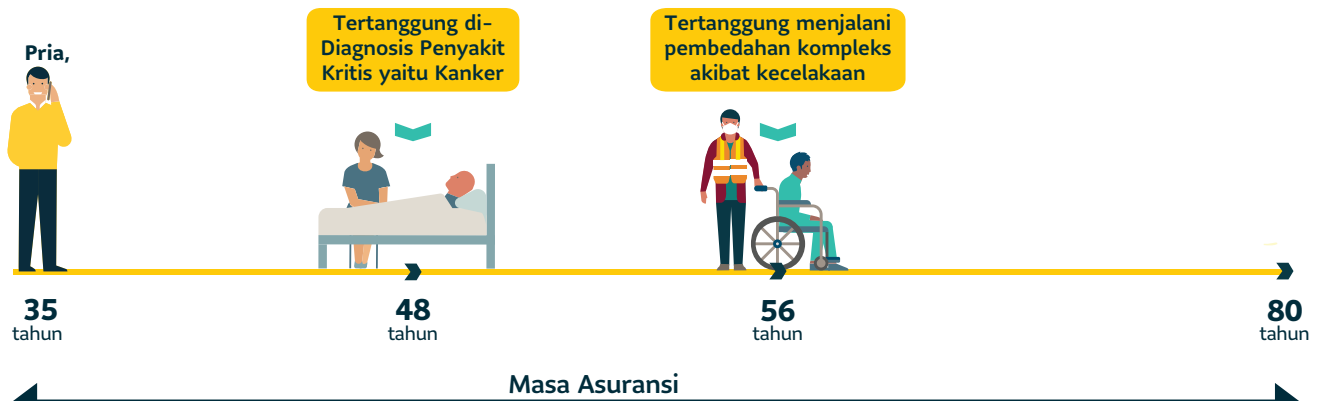 Pria,
Tertanggung di-
Diagnosis Penyakit
Kritis yaitu Kanker
Tertanggung menjalani
pembedahan kompleks
akibat kecelakaan
35
tahun
48
tahun
56
tahun
80
tahun
Masa Asuransi